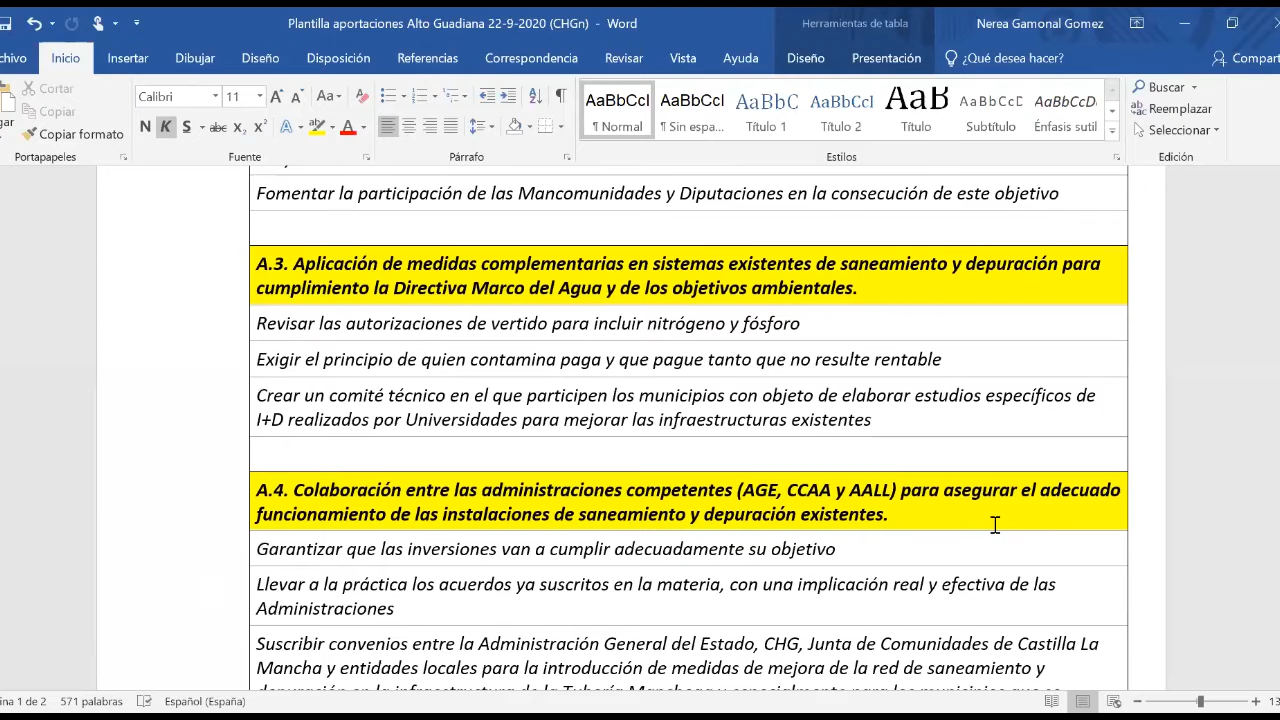 Plantilla aportaciones Alto Guadiana 22-9-2020 (CHGn) - Word
Herramientas de tabla
Nerea Gamonal Gomez
Inicio Insertar Dibujar Diseño Disposición Referencias Correspondencia Revisar Vista Ayuda Diseño Presentación ¿Qué desea hacer?
Cortar
Copiar
Copiar formato
Portapapeles
Calibri 11
N K S abc X₂ X²
Fuente
Párrafo
AaBbCcI AaBbCcI AaBbC AaBbCc AaB AaBbCcD AaBbCcD
¶ Normal ¶ Sin espa... Título 1 Título 2 Título Subtítulo Énfasis sutil
Estilos
Buscar
Reemplazar
Seleccionar
Edición
Fomentar la participación de las Mancomunidades y Diputaciones en la consecución de este objetivo
A.3. Aplicación de medidas complementarias en sistemas existentes de saneamiento y depuración para
cumplimiento la Directiva Marco del Agua y de los objetivos ambientales.
Revisar las autorizaciones de vertido para incluir nitrógeno y fósforo
Exigir el principio de quien contamina paga y que pague tanto que no resulte rentable
Crear un comité técnico en el que participen los municipios con objeto de elaborar estudios específicos de
I+D realizados por Universidades para mejorar las infraestructuras existentes
A.4. Colaboración entre las administraciones competentes (AGE, CCAA y AALL) para asegurar el adecuado
funcionamiento de las instalaciones de saneamiento y depuración existentes.
Garantizar que las inversiones van a cumplir adecuadamente su objetivo
Llevar a la práctica los acuerdos ya suscritos en la materia, con una implicación real y efectiva de las
Administraciones
Suscribir convenios entre la Administración General del Estado, CHG, Junta de Comunidades de Castilla La
Mancha y entidades locales para la introducción de medidas de mejora de la red de saneamiento y
ina 1 de 2 571 palabras Español (España)